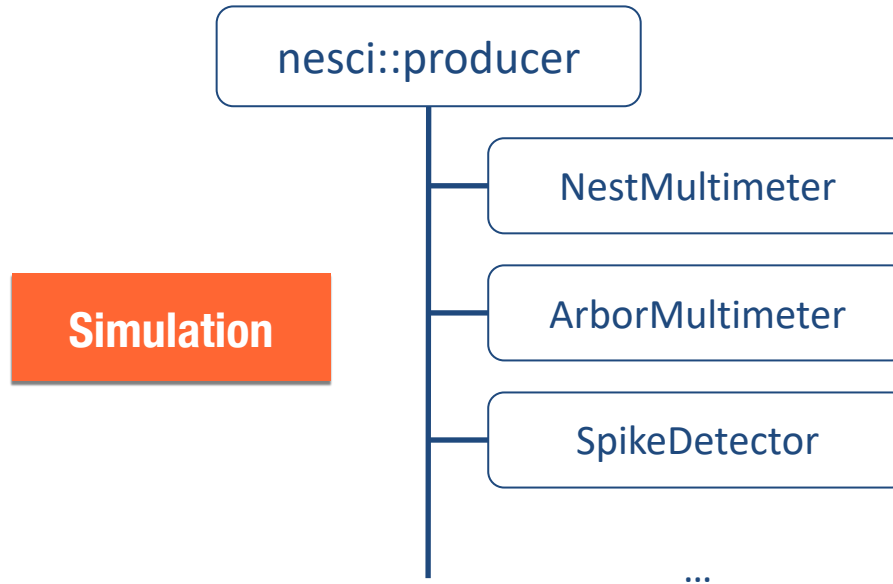 nesci::producer
NestMultimeter
ArborMultimeter
Simulation
SpikeDetector
...